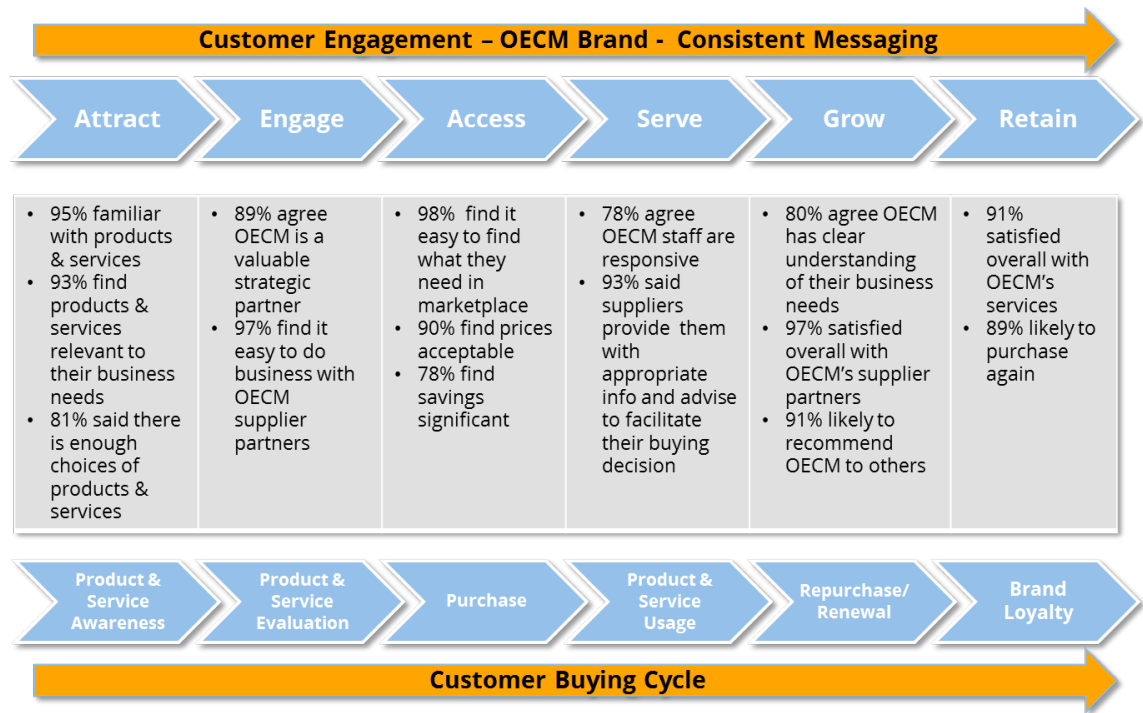 Customer Engagement – OECM Brand - Consistent Messaging
Attract
Engage
Access
Serve
Grow
Retain
• 95% familiar
with products
& services
• 93% find
products &
services
relevant to
their business
needs
• 81% said there
is enough
choices of
products &
services
• 89% agree
OECM is a
valuable
strategic
partner
• 97% find it
easy to do
business with
OECM
supplier
partners
• 98% find it
easy to find
what they
need in
marketplace
• 90% find prices
acceptable
• 78% find
savings
significant
• 78% agree
OECM staff are
responsive
• 93% said
suppliers
provide them
with
appropriate
info and advise
to facilitate
their buying
decision
• 80% agree OECM
has clear
understanding
of their business
needs
• 97% satisfied
overall with
OECM's supplier
partners
• 91% likely to
recommend
OECM to others
• 91%
satisfied
overall with
OECM's
services
• 89% likely to
purchase
again
Product &
Service
Awareness
Product &
Service
Evaluation
Purchase
Product &
Service
Usage
Repurchase/
Renewal
Brand
Loyalty
Customer Buying Cycle